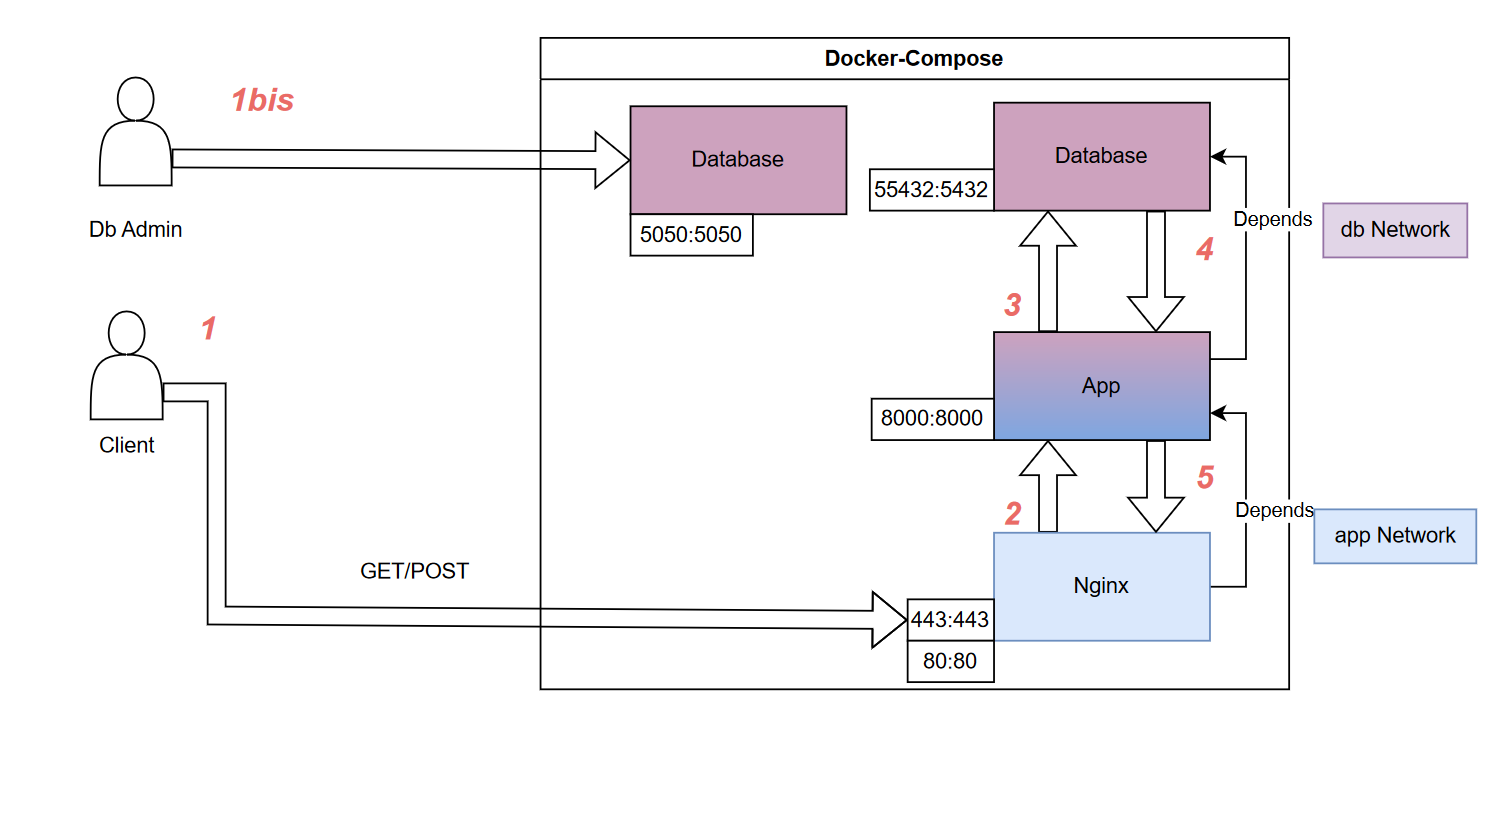 Docker-Compose
1bis
Database
Database
55432:5432
5050:5050
Db Admin
Depends
db Network
4
3
1
App
8000:8000
Client
5
2
Depends
app Network
GET/POST
Nginx
443:443
80:80